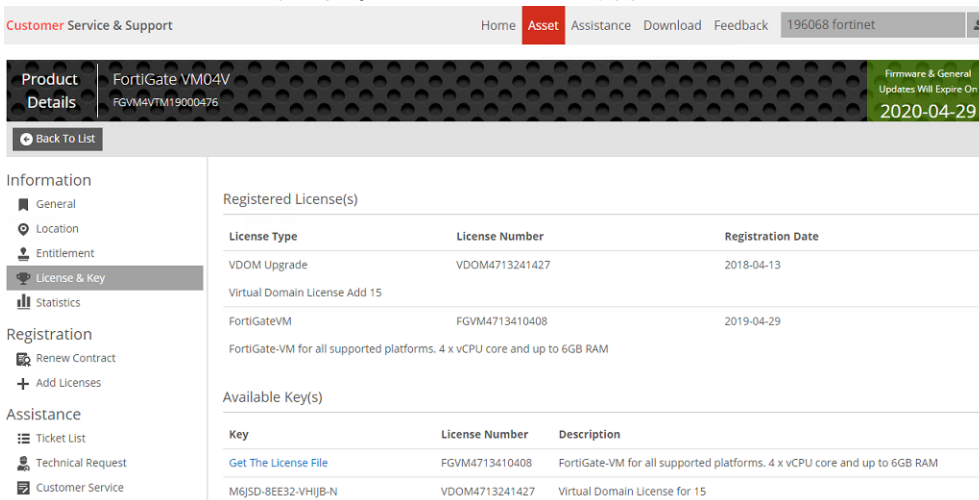 Customer Service & Support
Home Asset Assistance Download Feedback 196068 fortinet
Product Details
FortiGate VM04V
FGVM4VTM19000476
Firmware & General
Updates Will Expire On
2020-04-29
Back To List
Information
General
Location
Entitlement
License & Key
Statistics
Registration
Renew Contract
Add Licenses
Assistance
Ticket List
Technical Request
Customer Service
Registered License(s)
License Type License Number Registration Date
VDOM Upgrade VDOM4713241427 2018-04-13
Virtual Domain License Add 15
FortiGateVM FGVM4713410408 2019-04-29
FortiGate-VM for all supported platforms. 4 x vCPU core and up to 6GB RAM
Available Key(s)
Key License Number Description
Get The License File FGVM4713410408 FortiGate-VM for all supported platforms. 4 x vCPU core and up to 6GB RAM
M6JSD-8EE32-VHIJB-N VDOM4713241427 Virtual Domain License for 15